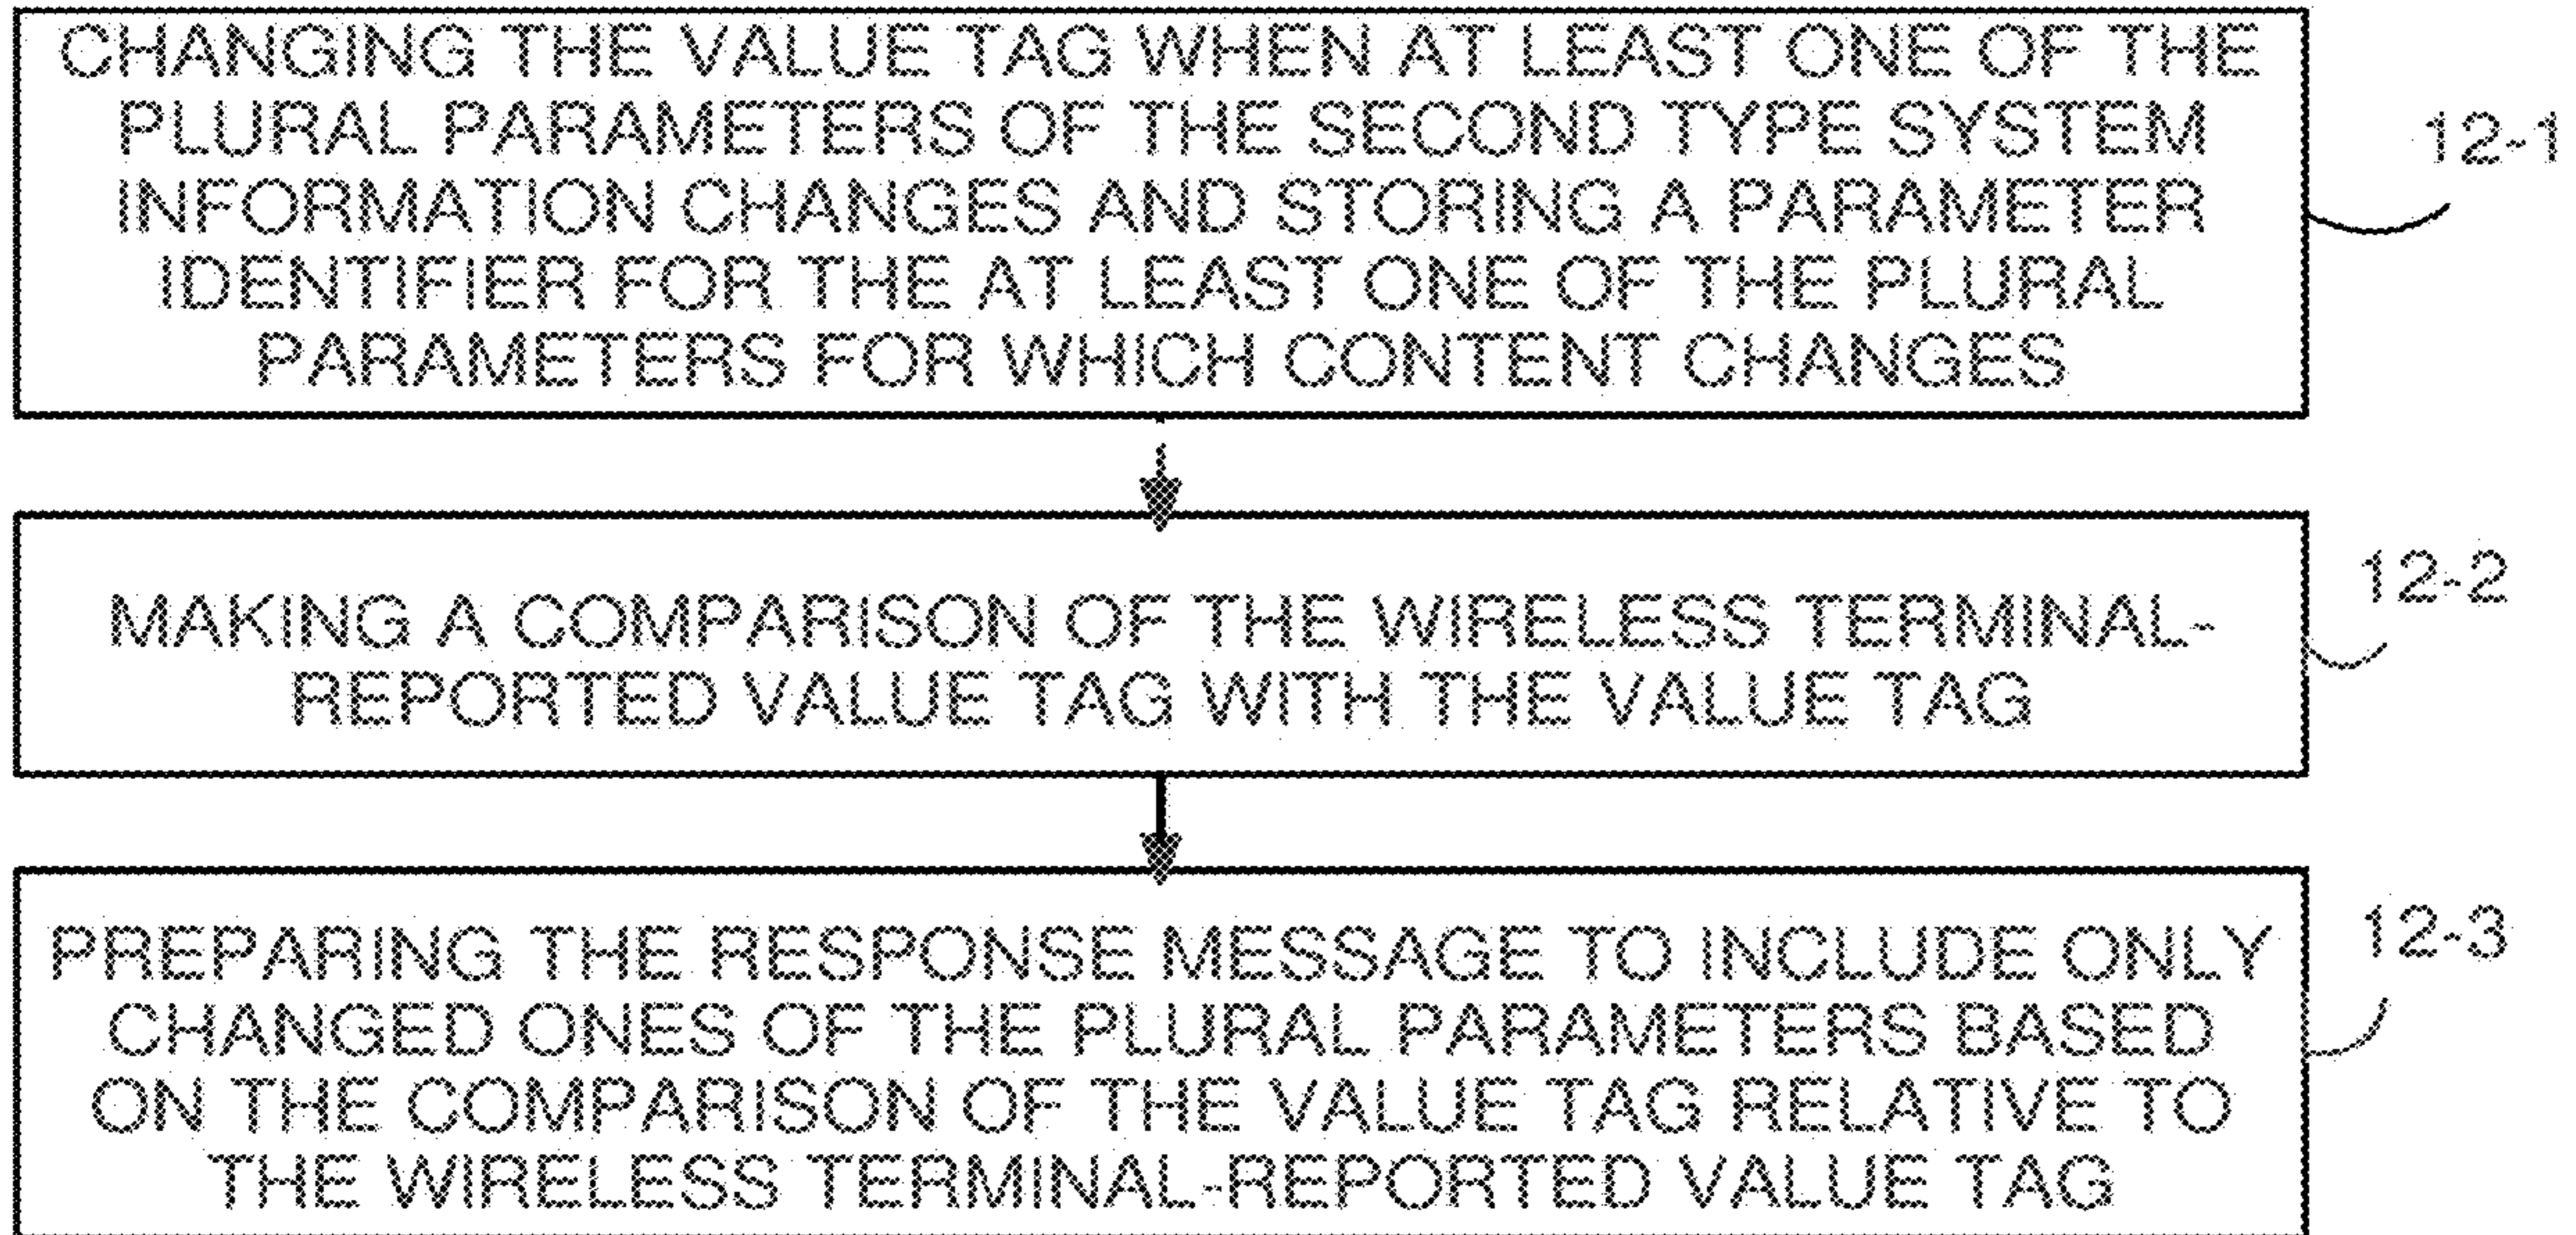 CHANGING THE VALUE TAG WHEN AT LEAST ONE OF THE
PLURAL PARAMETERS OF THE SECOND TYPE SYSTEM
INFORMATION CHANGES AND STORING A PARAMETER
IDENTIFIER FOR THE AT LEAST ONE OF THE PLURAL
PARAMETERS FOR WHICH CONTENT CHANGES
12-1
MAKING A COMPARISON OF THE WIRELESS TERMINAL-
REPORTED VALUE TAG WITH THE VALUE TAG
12-2
PREPARING THE RESPONSE MESSAGE TO INCLUDE ONLY
CHANGED ONES OF THE PLURAL PARAMETERS BASED
ON THE COMPARISON OF THE VALUE TAG RELATIVE TO
THE WIRELESS TERMINAL-REPORTED VALUE TAG
12-3